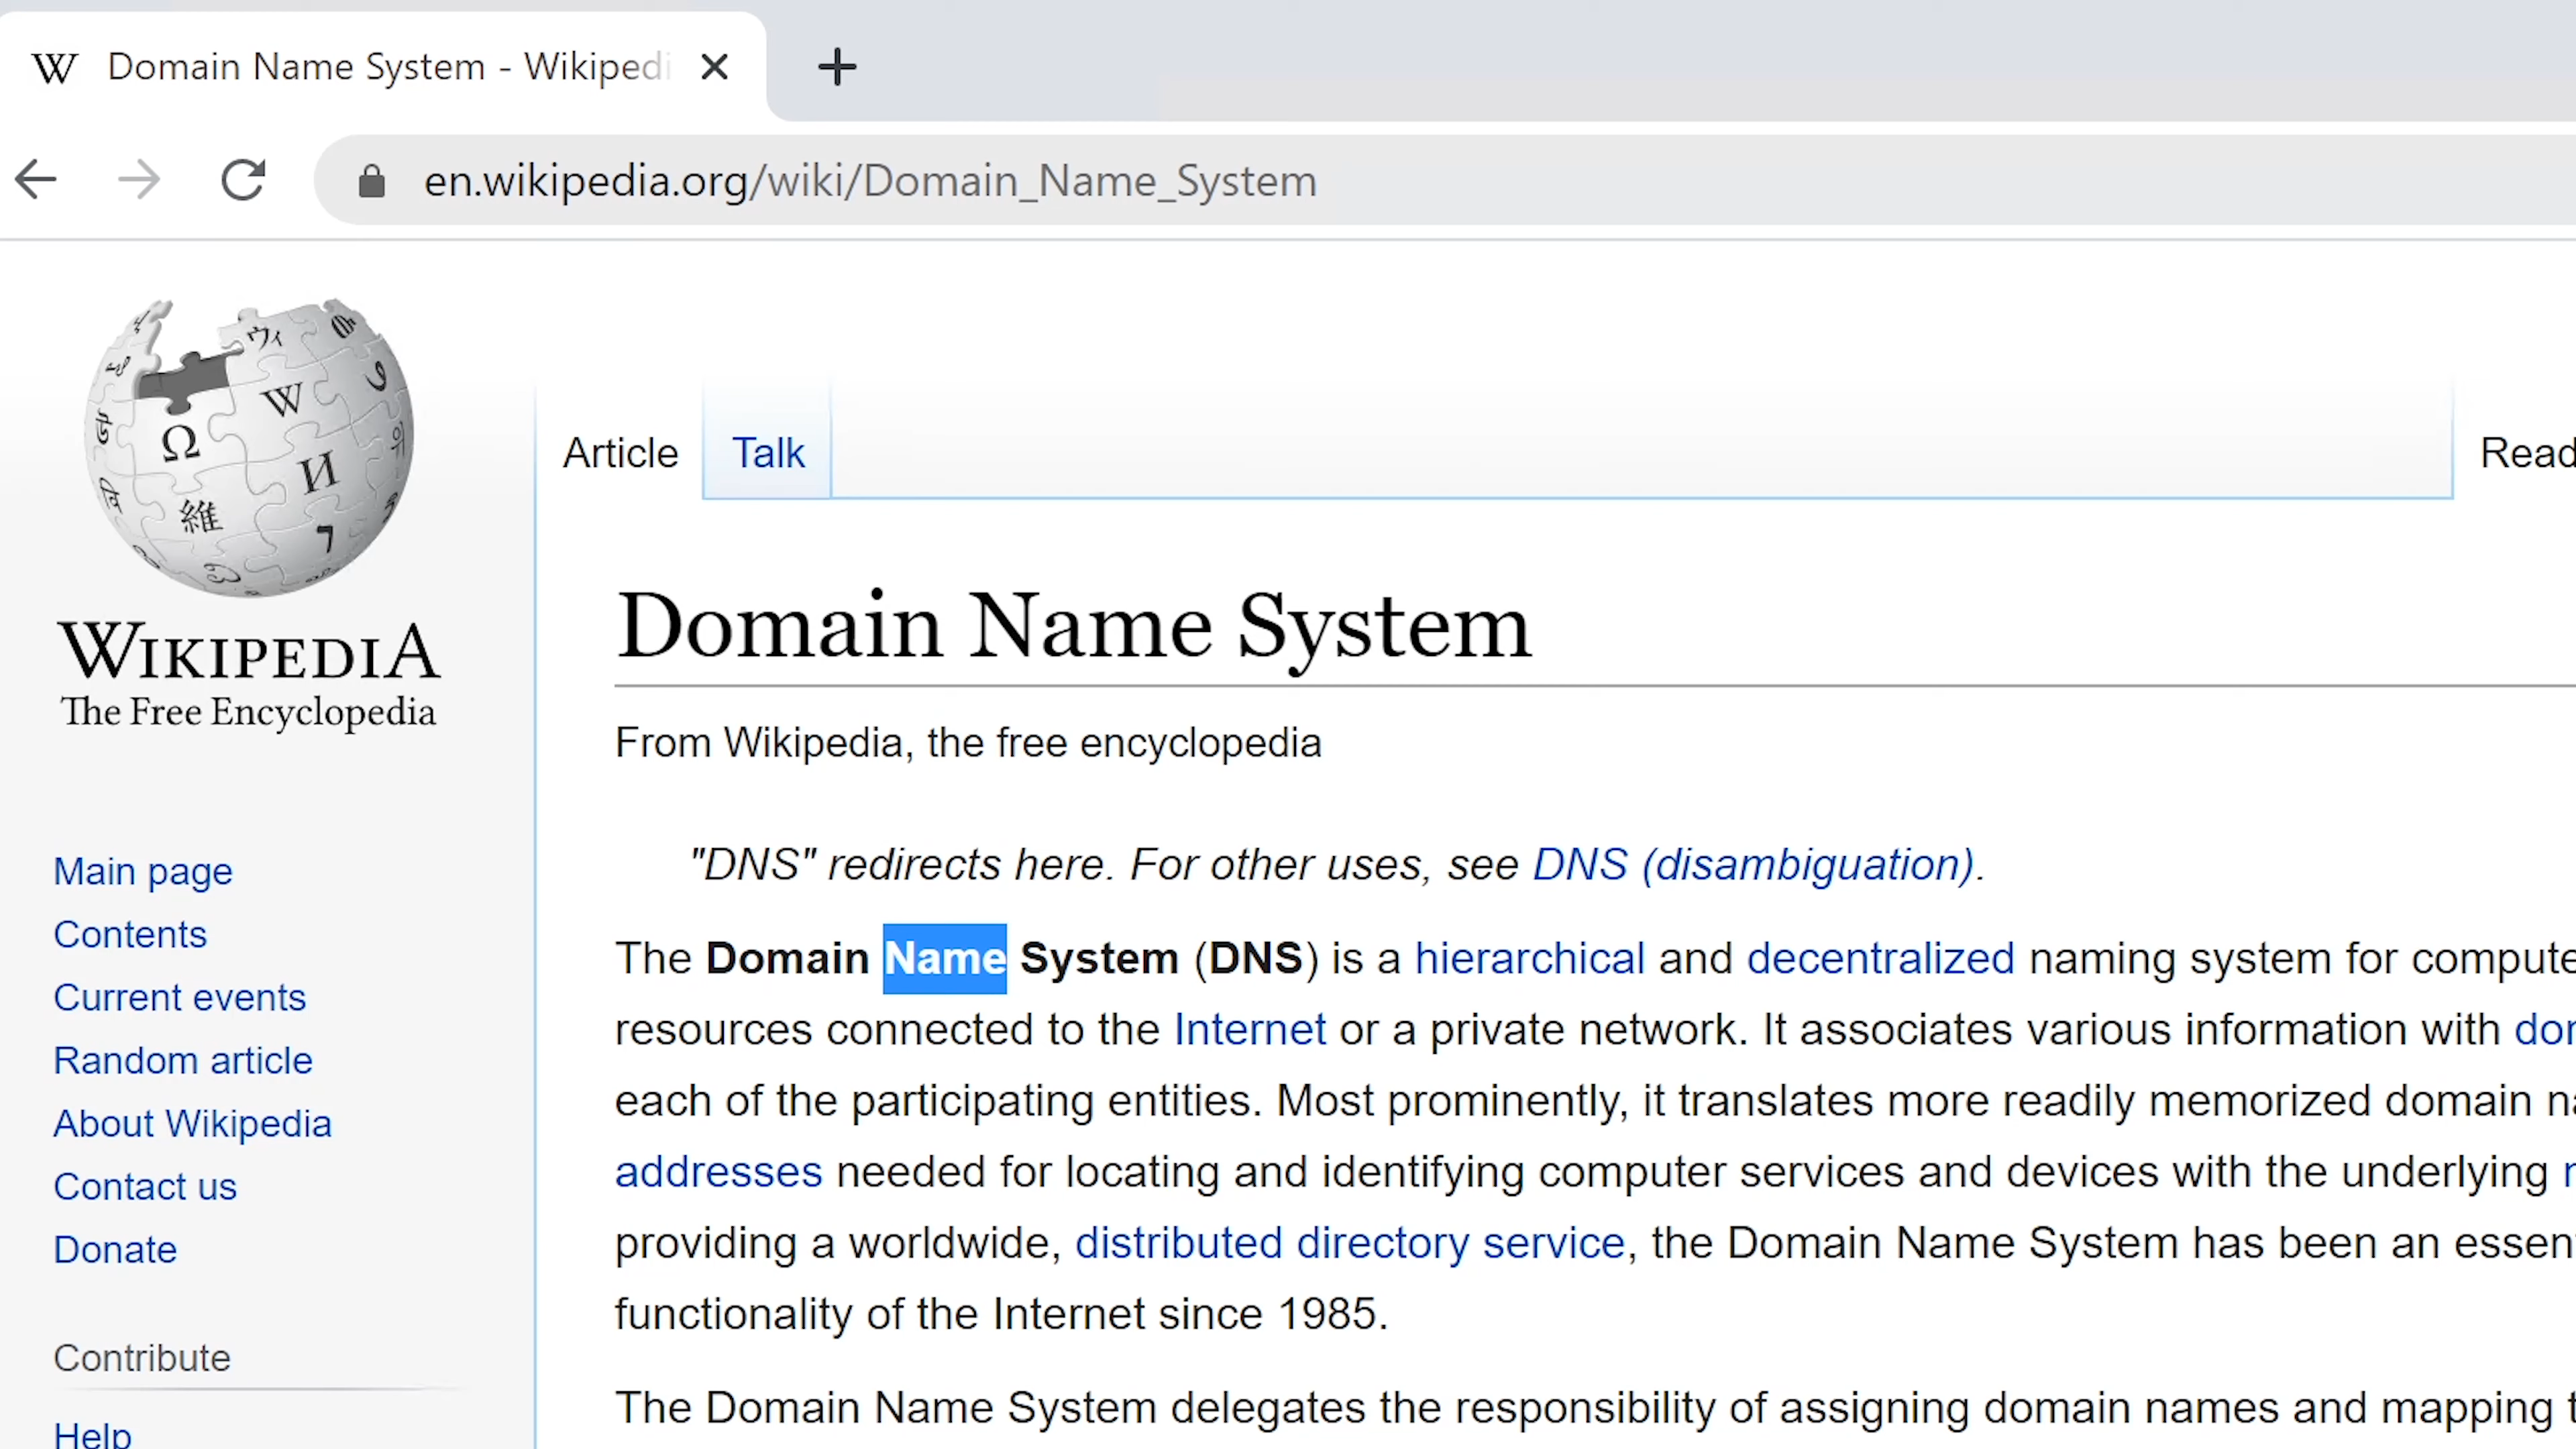 Domain Name System - Wikipedi
en.wikipedia.org/wiki/Domain_Name_System
Ω W И 維 ウィ
WIKIPEDIA
The Free Encyclopedia
Main page
Contents
Current events
Random article
About Wikipedia
Contact us
Donate
Contribute
Help
Article Talk Read
Domain Name System
From Wikipedia, the free encyclopedia
"DNS" redirects here. For other uses, see DNS (disambiguation).
The Domain Name System (DNS) is a hierarchical and decentralized naming system for compute
resources connected to the Internet or a private network. It associates various information with
each of the participating entities. Most prominently, it translates more readily memorized domain
addresses needed for locating and identifying computer services and devices with the underlying
providing a worldwide, distributed directory service, the Domain Name System has been an essen
functionality of the Internet since 1985.
The Domain Name System delegates the responsibility of assigning domain names and mapping